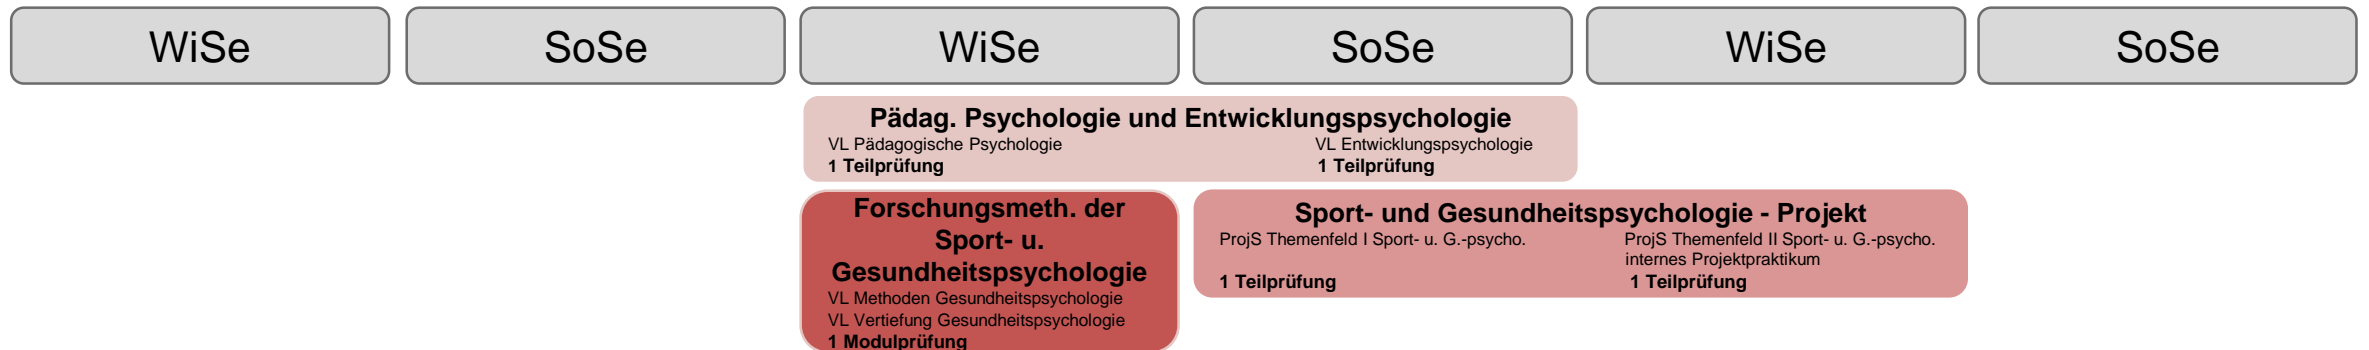 WiSe
SoSe
WiSe
SoSe
WiSe
SoSe
Pädag. Psychologie und Entwicklungspsychologie
VL Pädagogische Psychologie
1 Teilprüfung
VL Entwicklungspsychologie
1 Teilprüfung
Forschungsmeth. der
Sport- u.
Gesundheitspsychologie
VL Methoden Gesundheitspsychologie
VL Vertiefung Gesundheitspsychologie
1 Modulprüfung
Sport- und Gesundheitspsychologie - Projekt
ProjS Themenfeld I Sport- u. G.-psycho.
1 Teilprüfung
ProjS Themenfeld II Sport- u. G.-psycho.
internes Projektpraktikum
1 Teilprüfung